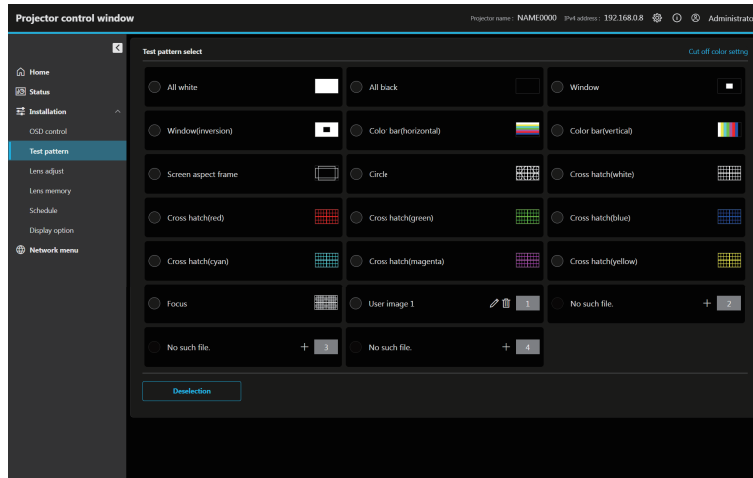 Projector control window
Projector name : NAME0000 IPv4 address : 192.168.0.8 Administrato
Test pattern select
Cut off color settng
Home
Status
Installation
OSD control
Test pattern
Lens adjust
Lens memory
Schedule
Display option
Network menu
All white
All back
Window
Window(inversion)
Color bar(horizontal)
Color bar(vertical)
Screen aspect frame
Circle
Cross hatch(white)
Cross hatch(red)
Cross hatch(green)
Cross hatch(blue)
Cross hatch(cyan)
Cross hatch(magenta)
Cross hatch(yellow)
Focus
User image 1 1
No such file. + 2
No such file. + 3
No such file. + 4
Deselection